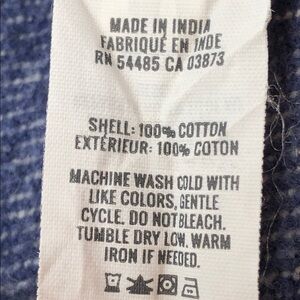 MADE IN INDIA
FABRIQUÉ EN INDE
RN 54485 CA 03873
SHELL: 100% COTTON
EXTÉRIEUR: 100% COTON
MACHINE WASH COLD WITH
LIKE COLORS, GENTLE
CYCLE. DO NOT BLEACH.
TUMBLE DRY LOW. WARM
IRON IF NEEDED.